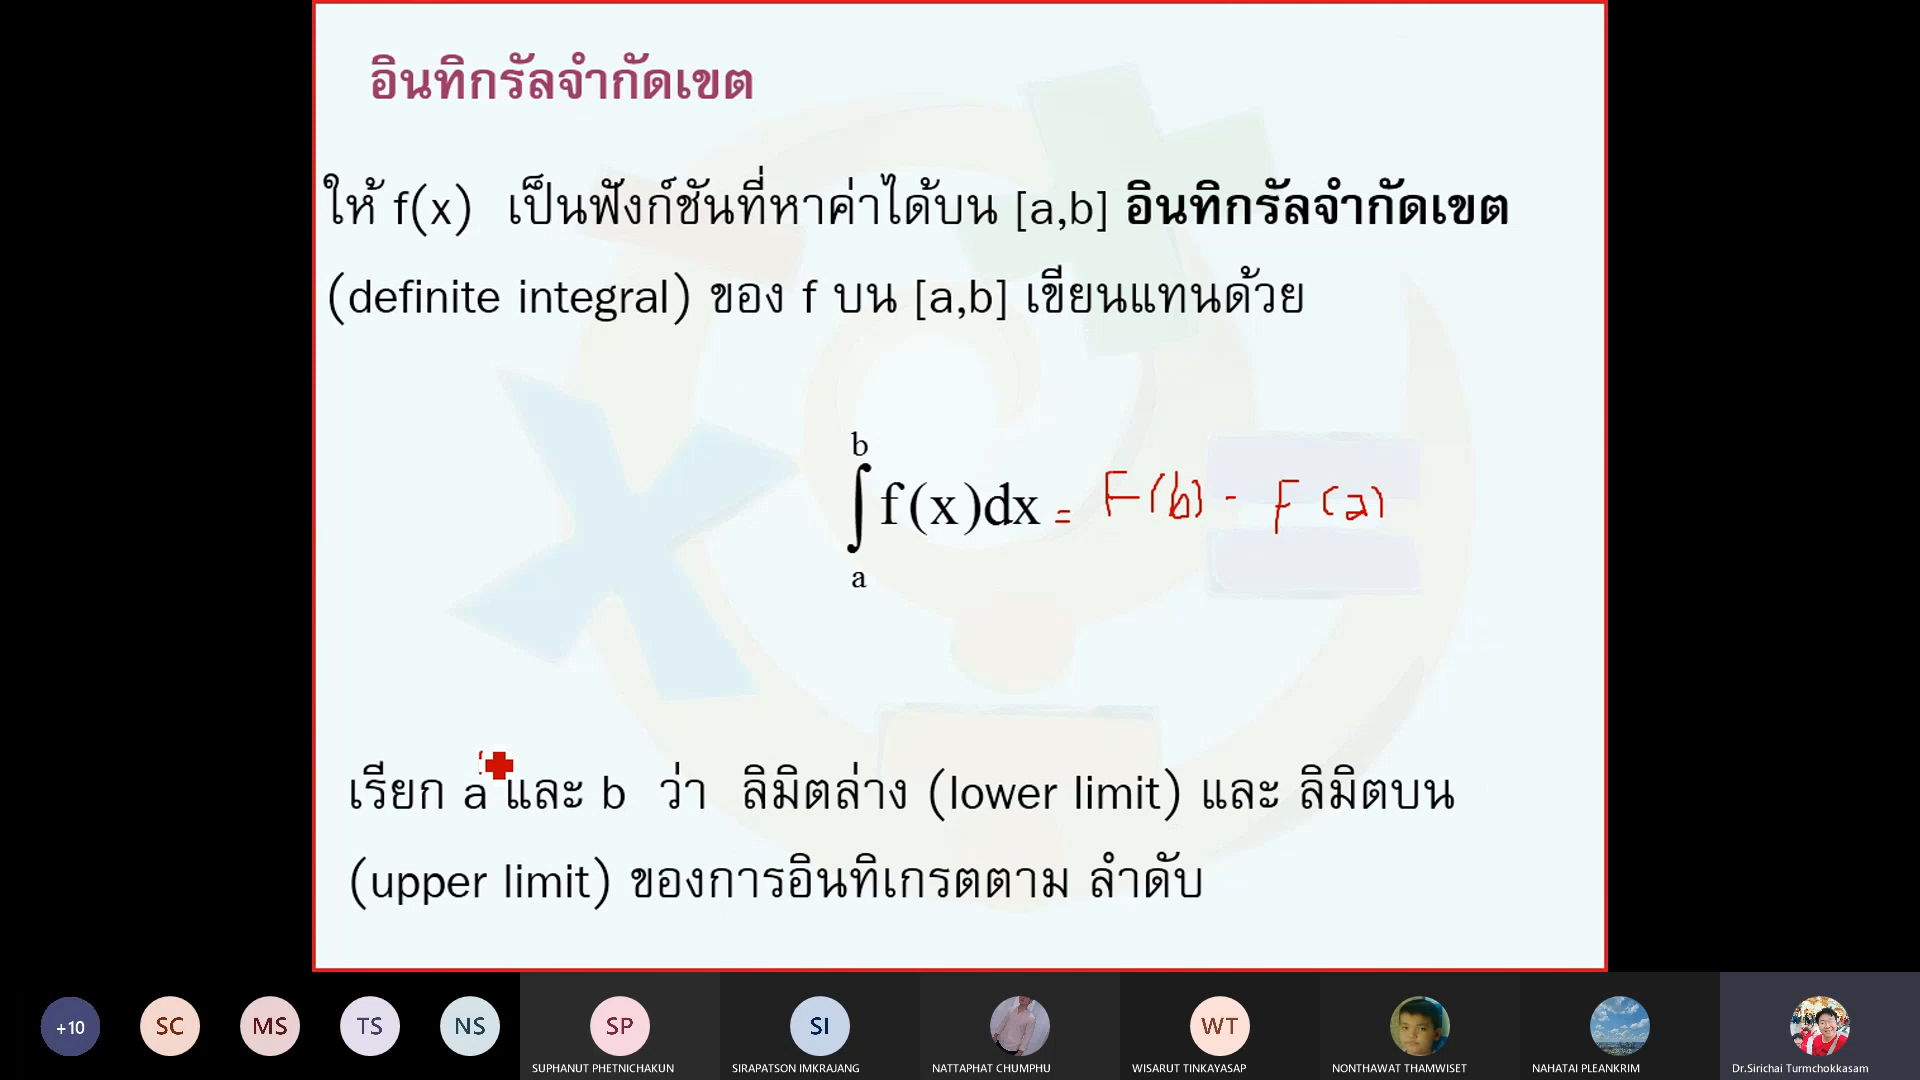 อินทิกรัลจำกัดเขต
ให้ f(x) เป็นฟังก์ชันที่หาค่าได้บน [a,b] อินทิกรัลจำกัดเขต
(definite integral) ของ f บน [a,b] เขียนแทนด้วย
b
∫ f(x)dx = F(b) - F(a)
a
เรียก a และ b ว่า ลิมิตล่าง (lower limit) และ ลิมิตบน
(upper limit) ของการอินทิเกรตตาม ลำดับ
+10 SC MS TS NS SP SI WT
SUPHANUT PHETNICHAKUN SIRAPATSON IMKRAJANG NATTAPHAT CHUMPHU WISARUT TINKAYASAP NONTHAWAT THAMWISET NAHATAI PLEANKRIM Dr.Sirichai Turmchokkasam